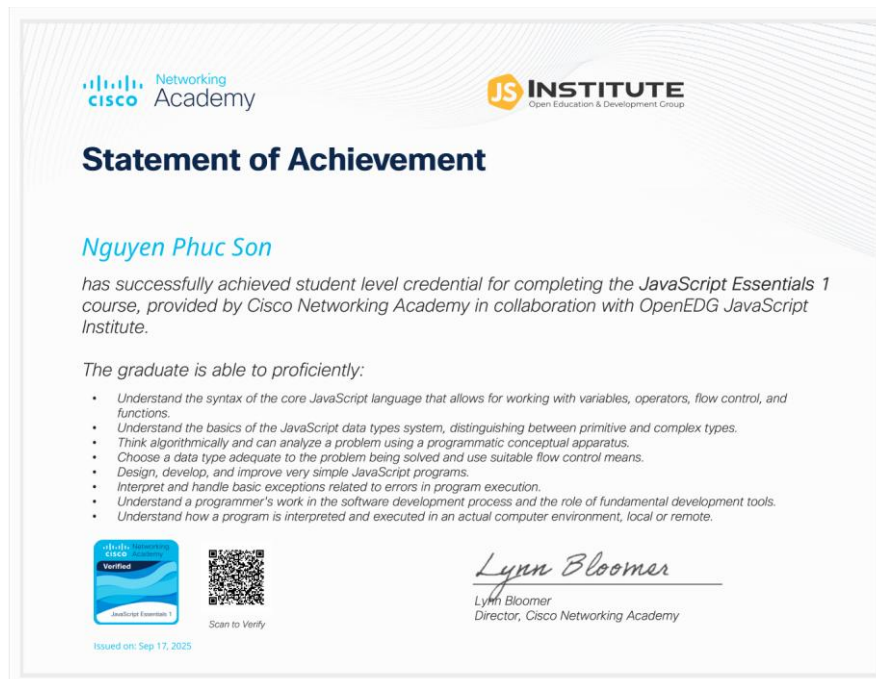 Networking
CISCO Academy
JS INSTITUTE
Open Education & Development Group
Statement of Achievement
Nguyen Phuc Son
has successfully achieved student level credential for completing the JavaScript Essentials 1
course, provided by Cisco Networking Academy in collaboration with OpenEDG JavaScript
Institute.
The graduate is able to proficiently:
• Understand the syntax of the core JavaScript language that allows for working with variables, operators, flow control, and
functions.
• Understand the basics of the JavaScript data types system, distinguishing between primitive and complex types.
• Think algorithmically and can analyze a problem using a programmatic conceptual apparatus.
• Choose a data type adequate to the problem being solved and use suitable flow control means.
• Design, develop, and improve very simple JavaScript programs.
• Interpret and handle basic exceptions related to errors in program execution.
• Understand a programmer's work in the software development process and the role of fundamental development tools.
• Understand how a program is interpreted and executed in an actual computer environment, local or remote.
Networking
CISCO Academy
Verified
JavaScript Essentials 1
Scan to Verify
Issued on: Sep 17, 2025
Lynn Bloomer
Lynn Bloomer
Director, Cisco Networking Academy